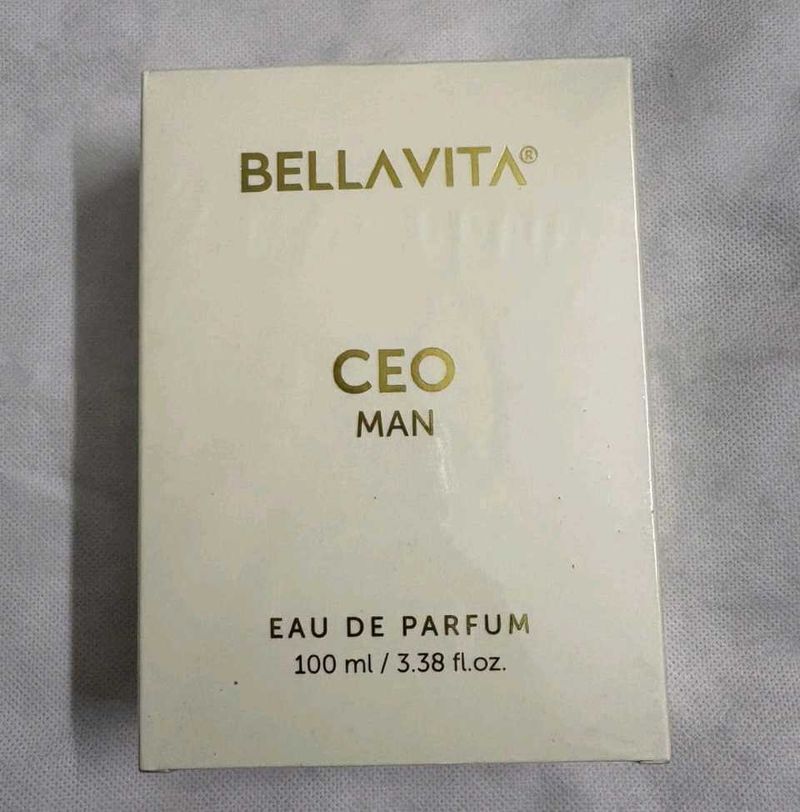 BELLAVITA®
CEO
MAN
EAU DE PARFUM
100 ml / 3.38 fl.oz.